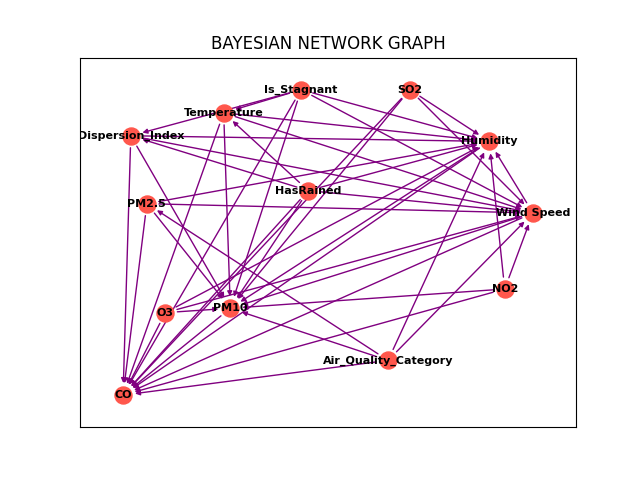 BAYESIAN NETWORK GRAPH
Is_Stagnant
SO2
Temperature
Dispersion_Index
Humidity
HasRained
PM2.5
Wind Speed
NO2
O3
PM10
Air_Quality_Category
CO